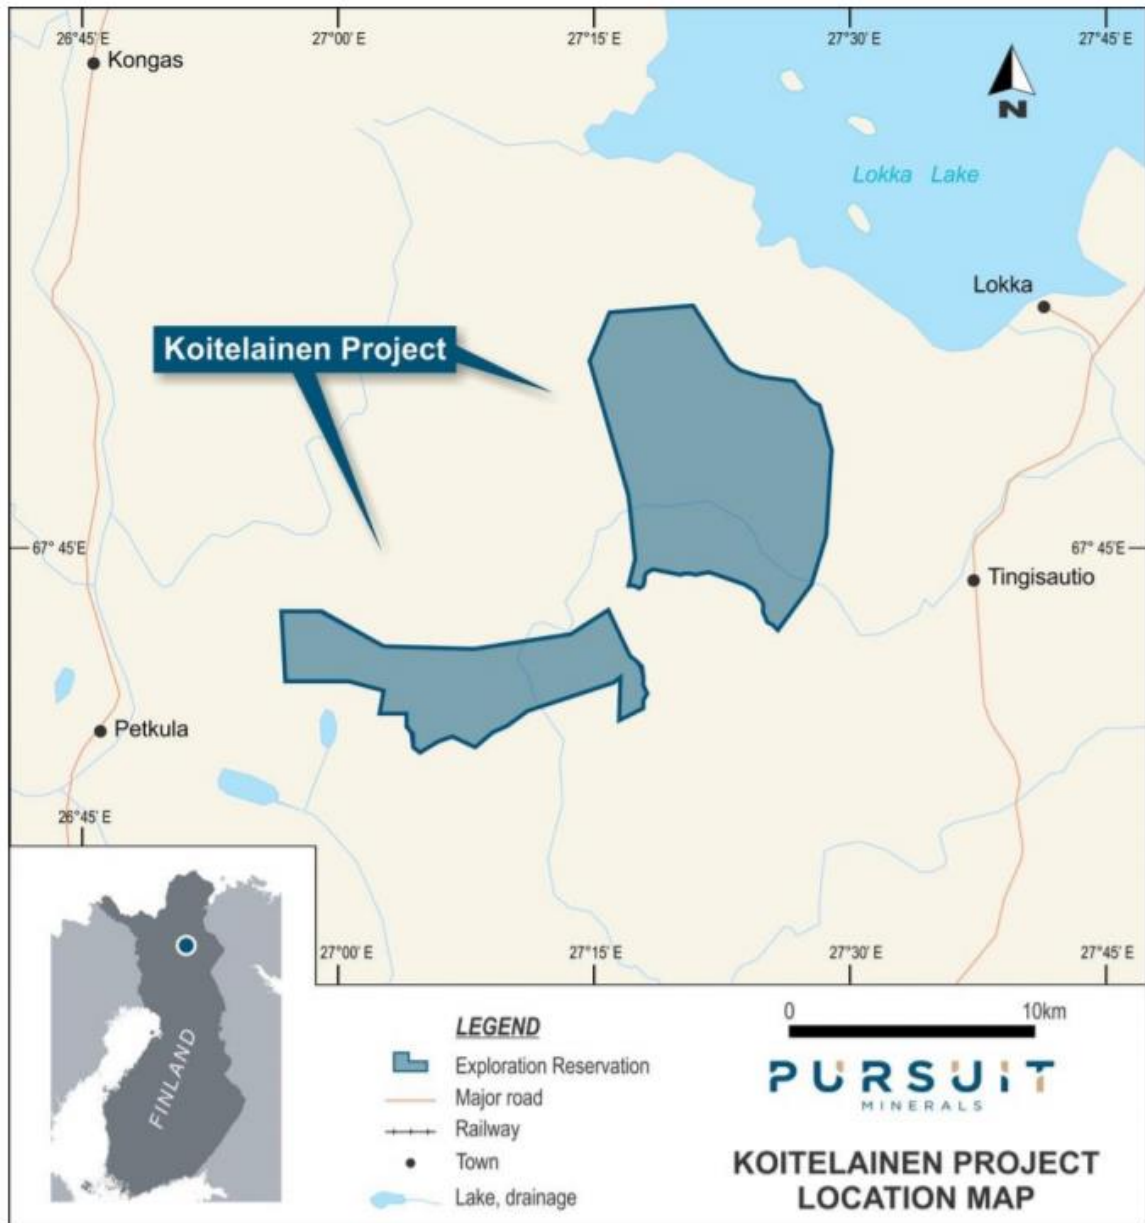 26°45' E 27°00' E 27°15' E 27°30' E 27°45' E
Kongas
N
Lokka Lake
Lokka
Koitelainen Project
67° 45'E 67° 45'E
Tingisautio
Petkula
26°45' E
27°00' E 27°15' E 27°30' E 27°45' E
FINLAND
LEGEND
Exploration Reservation
Major road
Railway
Town
Lake, drainage
0 10km
PURSUIT
MINERALS
KOITELAINEN PROJECT
LOCATION MAP